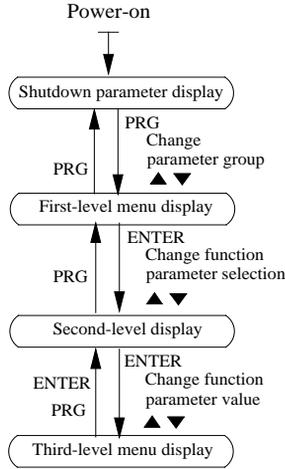 Power-on
Shutdown parameter display
PRG
Change
parameter group
PRG
First-level menu display
ENTER
Change function
parameter selection
PRG
Second-level display
ENTER
Change function
parameter value
ENTER
PRG
Third-level menu display